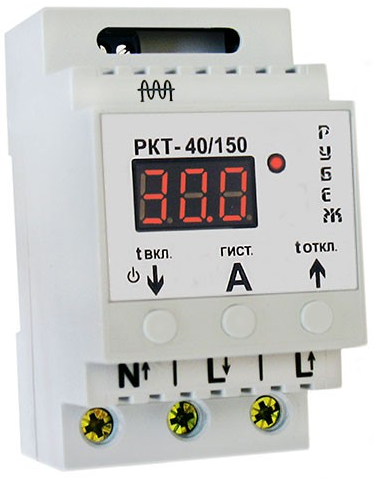 РКТ-40/150
РУБЕЖ
30.0
tвкл. гист. tоткл.
A
N L L